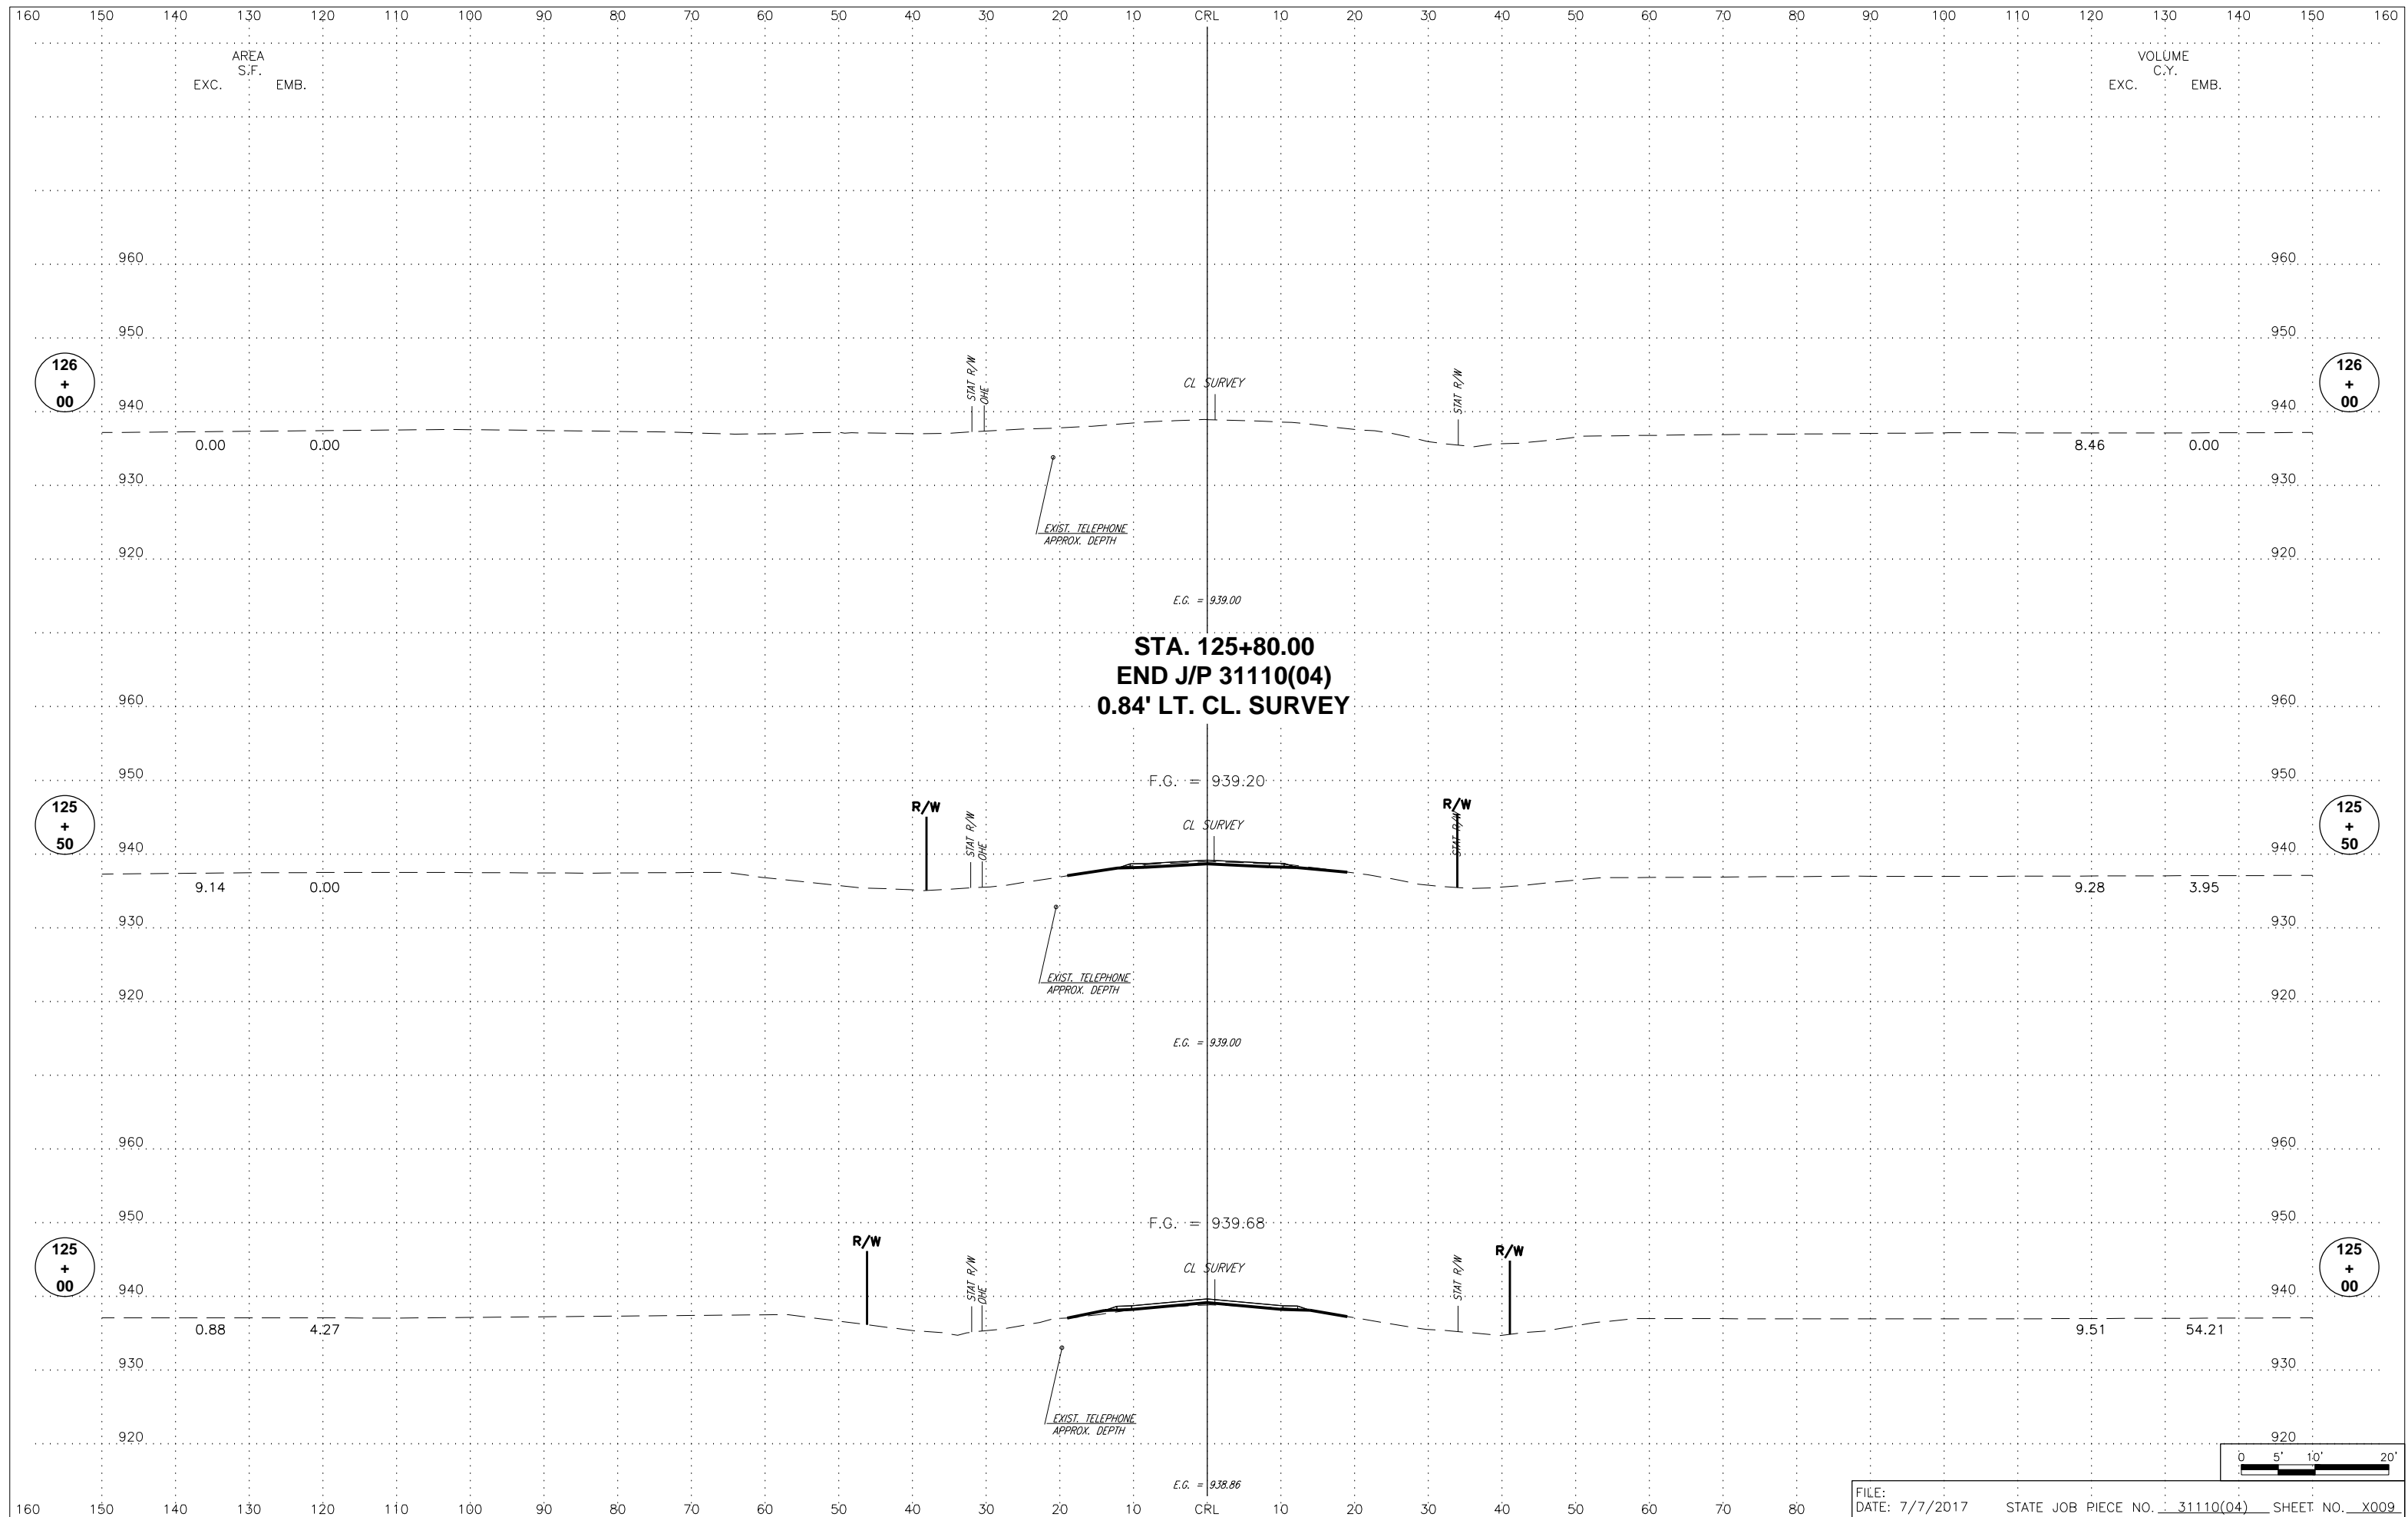 160 150 140 130 120 110 100 90 80 70 60 50 40 30 20 10 CRL 10 20 30 40 50 60 70 80 90 100 110 120 130 140 150 160
AREA
S.F.
EXC. EMB.
VOLUME
C.Y.
EXC. EMB.
960 960
950 950
126
+
00
STAT R/W
OHE
CL SURVEY
STAT R/W
126
+
00
940 940
0.00 0.00 8.46 0.00
930 930
EXIST. TELEPHONE
APPROX. DEPTH
920 920
E.G. = 939.00
STA. 125+80.00
END J/P 31110(04)
0.84' LT. CL. SURVEY
960 960
950 F.G. = 939.20 950
125
+
50
R/W
STAT R/W
OHE
CL SURVEY
R/W
STAT R/W
125
+
50
940 940
9.14 0.00 9.28 3.95
930 930
EXIST. TELEPHONE
APPROX. DEPTH
920 920
E.G. = 939.00
960 960
950 F.G. = 939.68 950
125
+
00
R/W
STAT R/W
OHE
CL SURVEY
STAT R/W
R/W
125
+
00
940 940
0.88 4.27 9.51 54.21
930 930
EXIST. TELEPHONE
APPROX. DEPTH
920 920
0 5' 10' 20'
E.G. = 938.86
160 150 140 130 120 110 100 90 80 70 60 50 40 30 20 10 CRL 10 20 30 40 50 60 70 80
FILE:
DATE: 7/7/2017 STATE JOB PIECE NO. 31110(04) SHEET NO. X009